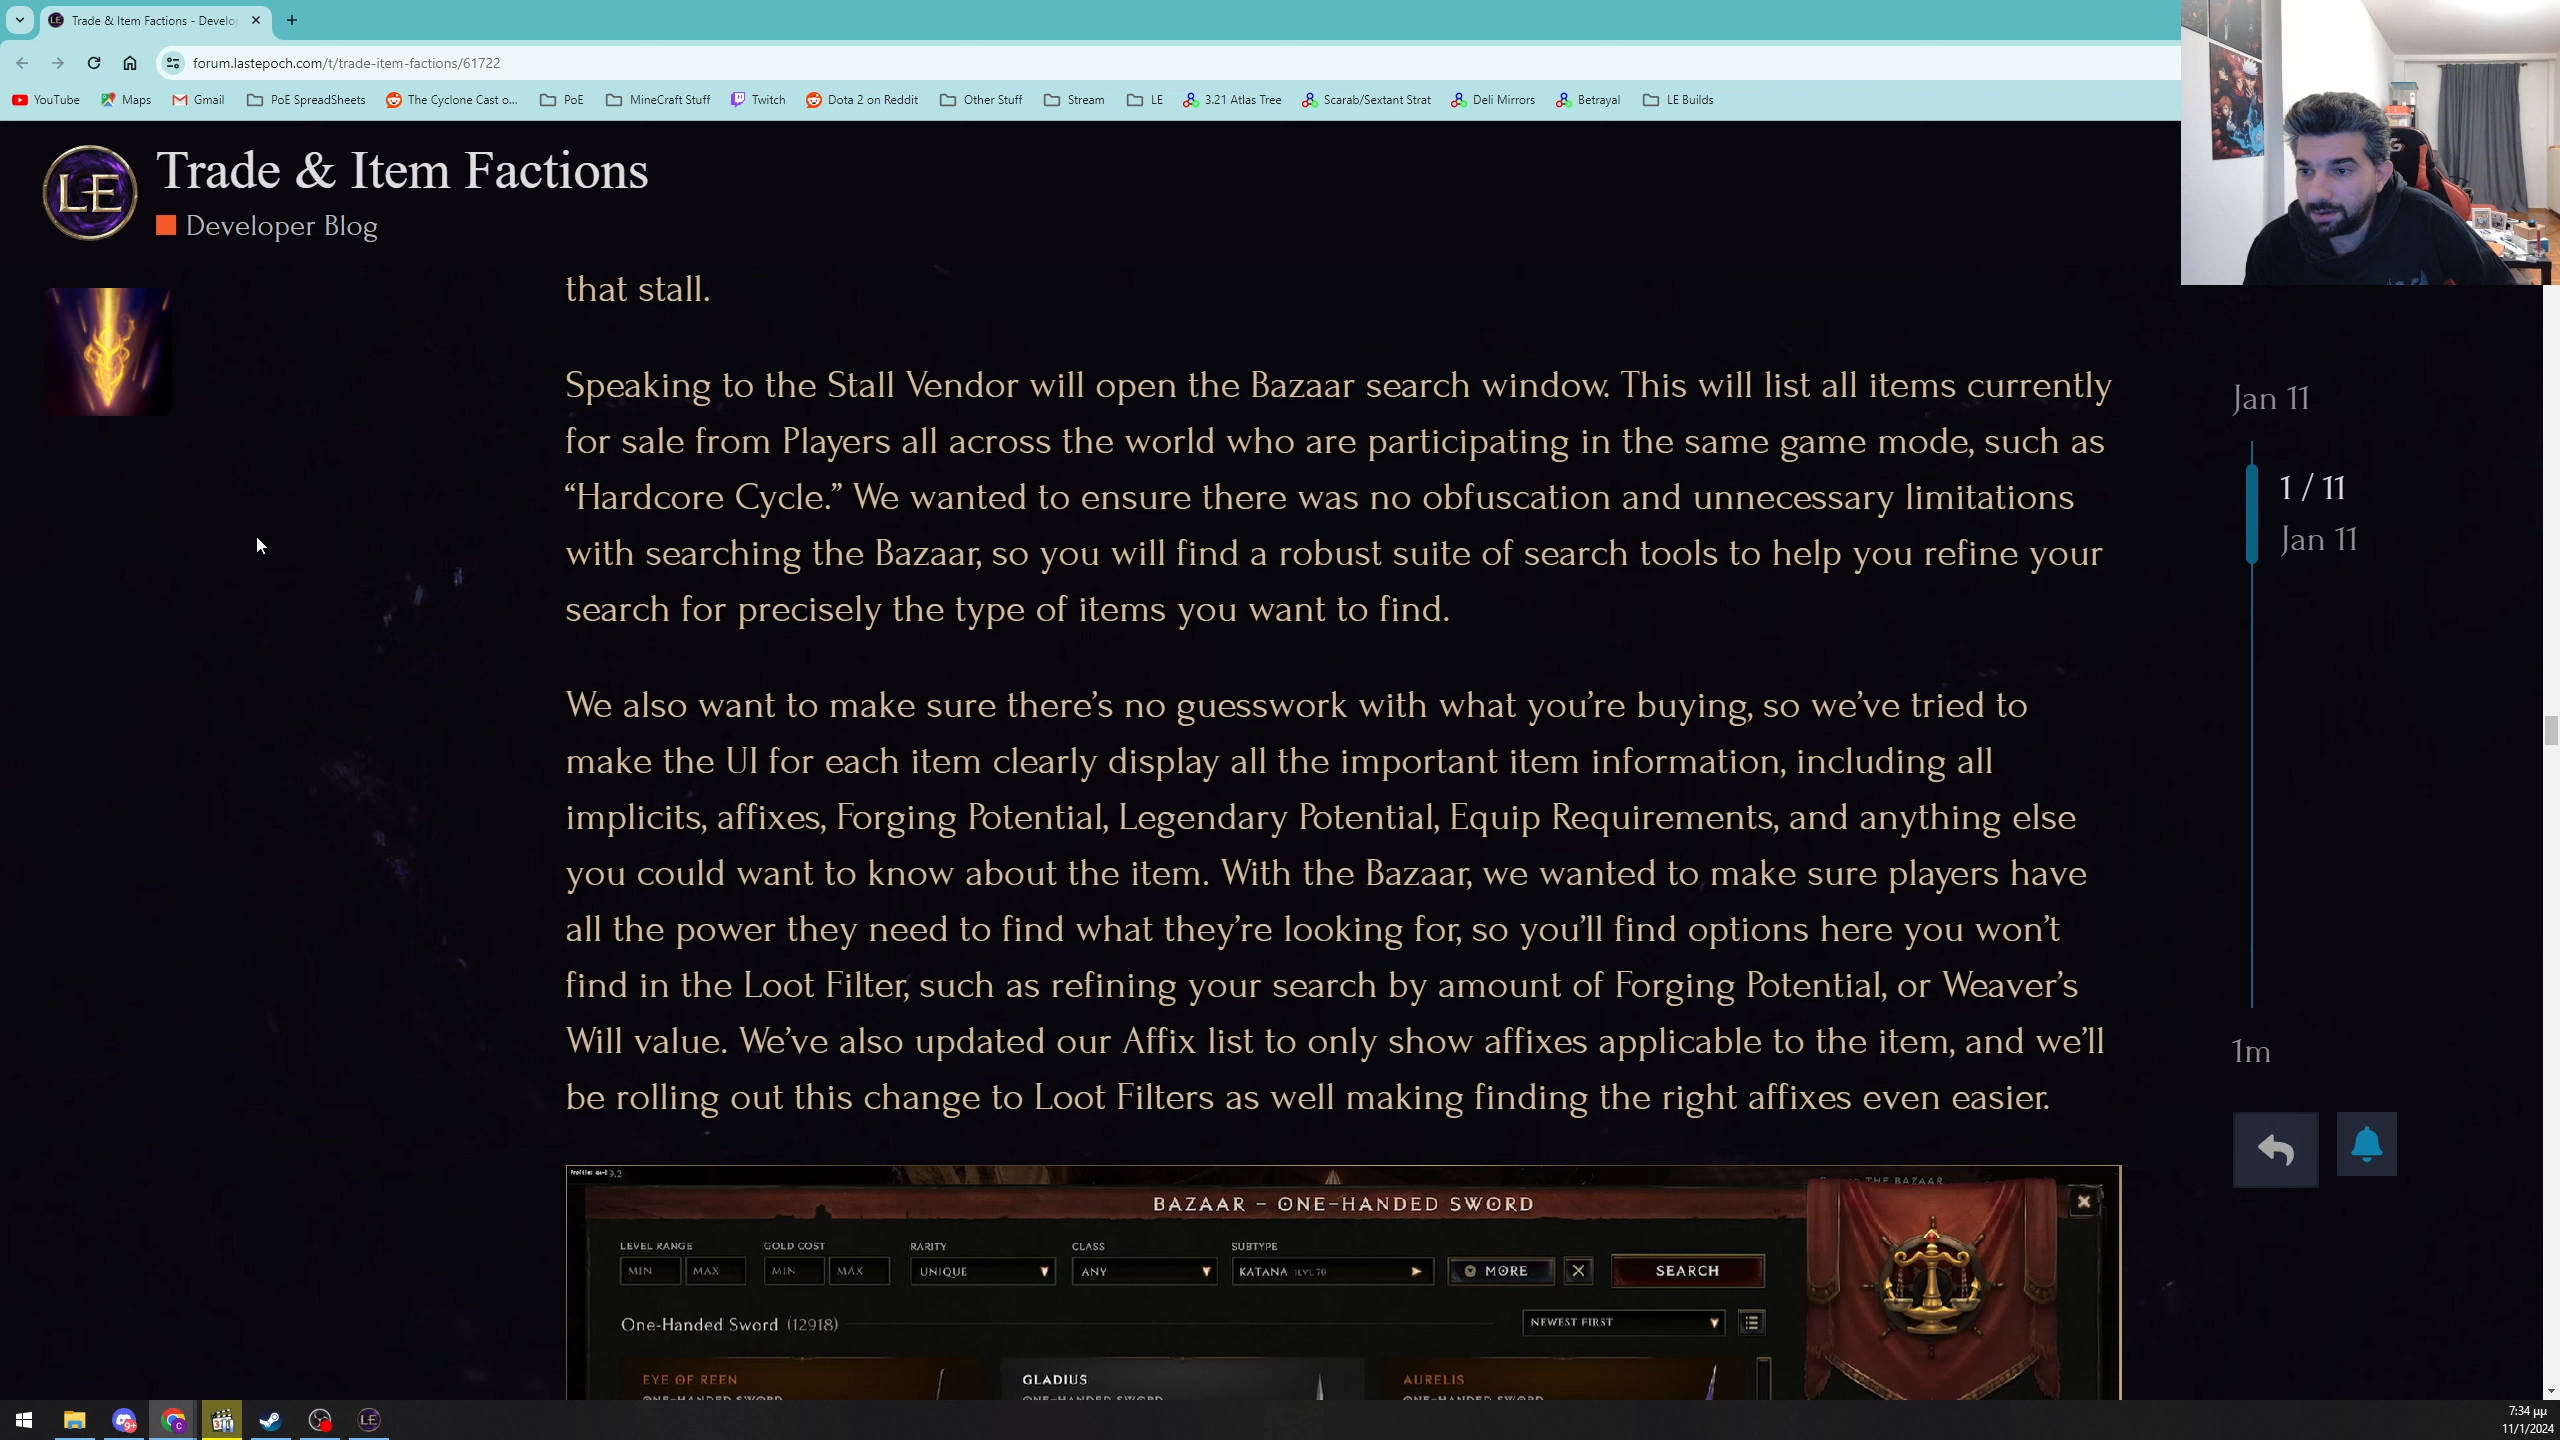 Trade & Item Factions - Develo
forum.lastepoch.com/t/trade-item-factions/61722
YouTube Maps Gmail PoE SpreadSheets The Cyclone Cast o... PoE MineCraft Stuff Twitch Dota 2 on Reddit Other Stuff Stream LE 3.21 Atlas Tree Scarab/Sextant Strat Deli Mirrors Betrayal LE Builds
LE
Trade & Item Factions
Developer Blog
that stall.
Speaking to the Stall Vendor will open the Bazaar search window. This will list all items currently
for sale from Players all across the world who are participating in the same game mode, such as
“Hardcore Cycle.” We wanted to ensure there was no obfuscation and unnecessary limitations
with searching the Bazaar, so you will find a robust suite of search tools to help you refine your
search for precisely the type of items you want to find.
We also want to make sure there’s no guesswork with what you’re buying, so we’ve tried to
make the UI for each item clearly display all the important item information, including all
implicits, affixes, Forging Potential, Legendary Potential, Equip Requirements, and anything else
you could want to know about the item. With the Bazaar, we wanted to make sure players have
all the power they need to find what they’re looking for, so you’ll find options here you won’t
find in the Loot Filter, such as refining your search by amount of Forging Potential, or Weaver’s
Will value. We’ve also updated our Affix list to only show affixes applicable to the item, and we’ll
be rolling out this change to Loot Filters as well making finding the right affixes even easier.
Jan 11
1 / 11
Jan 11
1m
THE BAZAAR
BAZAAR – ONE-HANDED SWORD
LEVEL RANGE GOLD COST RARITY CLASS SUBTYPE
MIN MAX MIN MAX UNIQUE ANY KATANA ILVL 70 MORE SEARCH
One-Handed Sword (12918)
NEWEST FIRST
EYE OF REEN GLADIUS AURELIS
ONE-HANDED SWORD ONE-HANDED SWORD ONE-HANDED SWORD
9+
LE
7:34 μμ
11/1/2024